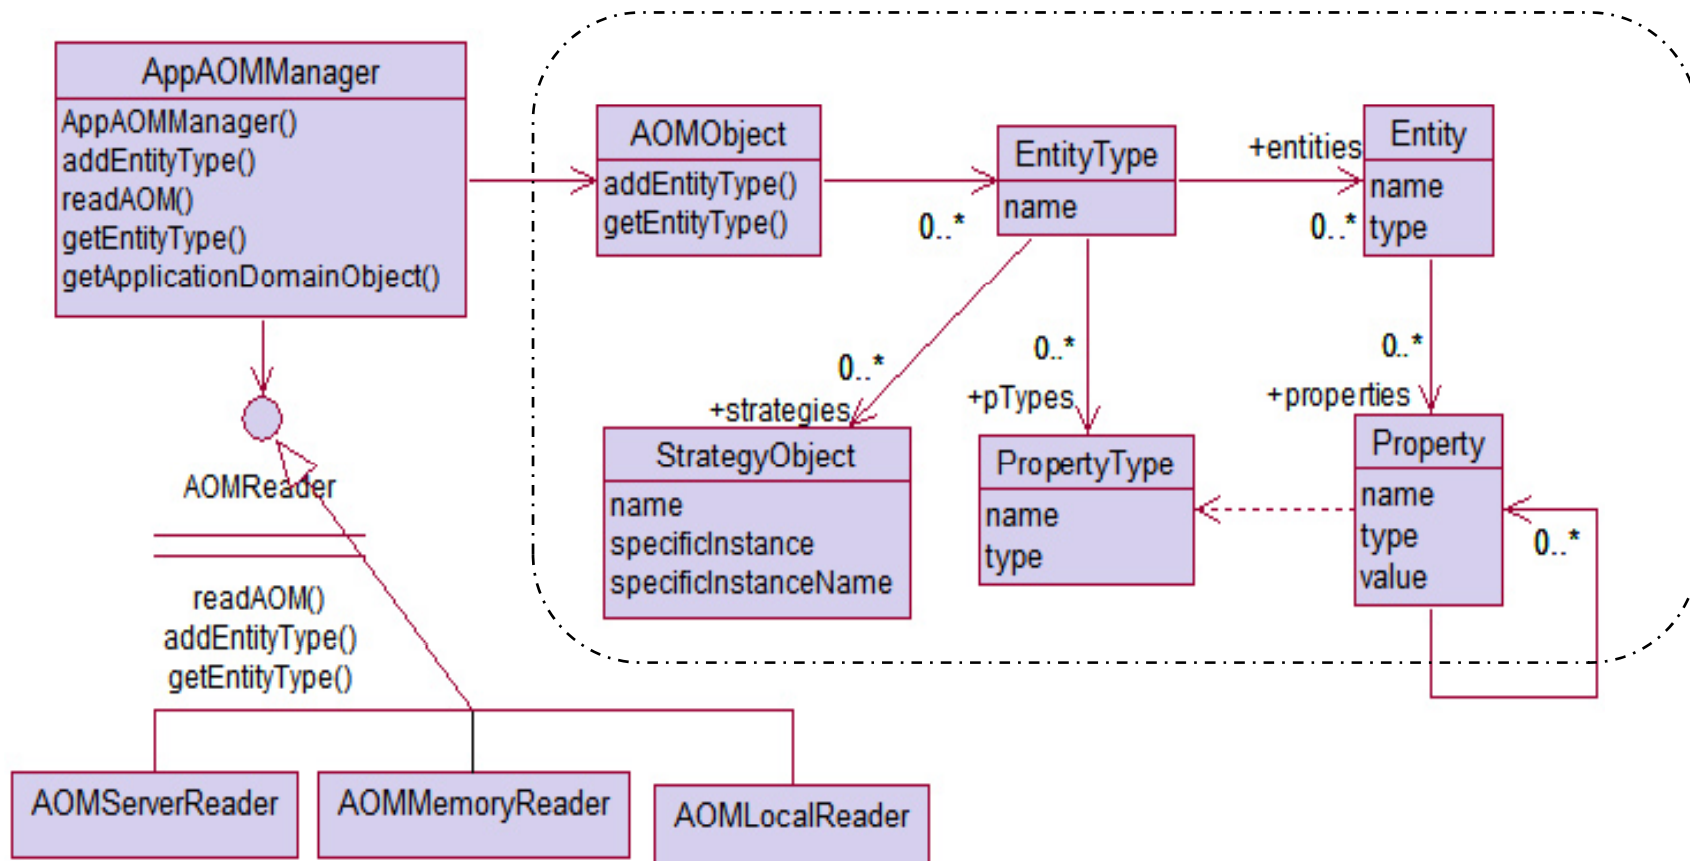 AppAOMManager
AppAOMManager()
addEntityType()
readAOM()
getEntityType()
getApplicationDomainObject()
AOMObject
addEntityType()
getEntityType()
0..*
EntityType
name
+entities
0..*
Entity
name
type
0..*
+strategies
0..*
+pTypes
0..*
+properties
StrategyObject
name
specificInstance
specificInstanceName
PropertyType
name
type
Property
name
type
value
0..*
AOMReader
readAOM()
addEntityType()
getEntityType()
AOMServerReader
AOMMemoryReader
AOMLocalReader